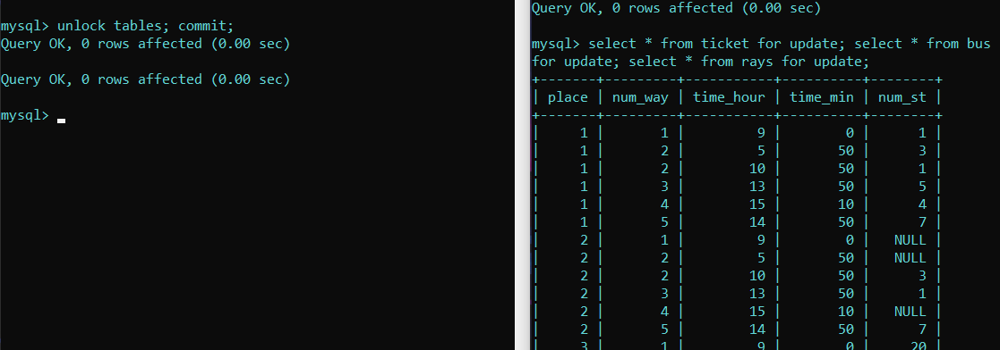 mysql> unlock tables; commit;
Query OK, 0 rows affected (0.00 sec)
Query OK, 0 rows affected (0.00 sec)
mysql>
Query OK, 0 rows affected (0.00 sec)
mysql> select * from ticket for update; select * from bus
for update; select * from rays for update;
+-------+---------+-----------+----------+--------+
| place | num_way | time_hour | time_min | num_st |
+-------+---------+-----------+----------+--------+
|     1 |       1 |         9 |        0 |      1 |
|     1 |       2 |         5 |       50 |      3 |
|     1 |       2 |        10 |       50 |      1 |
|     1 |       3 |        13 |       50 |      5 |
|     1 |       4 |        15 |       10 |      4 |
|     1 |       5 |        14 |       50 |      7 |
|     2 |       1 |         9 |        0 |   NULL |
|     2 |       2 |         5 |       50 |   NULL |
|     2 |       2 |        10 |       50 |      3 |
|     2 |       3 |        13 |       50 |      1 |
|     2 |       4 |        15 |       10 |   NULL |
|     2 |       5 |        14 |       50 |      7 |
|     3 |       1 |         9 |        0 |     20 |